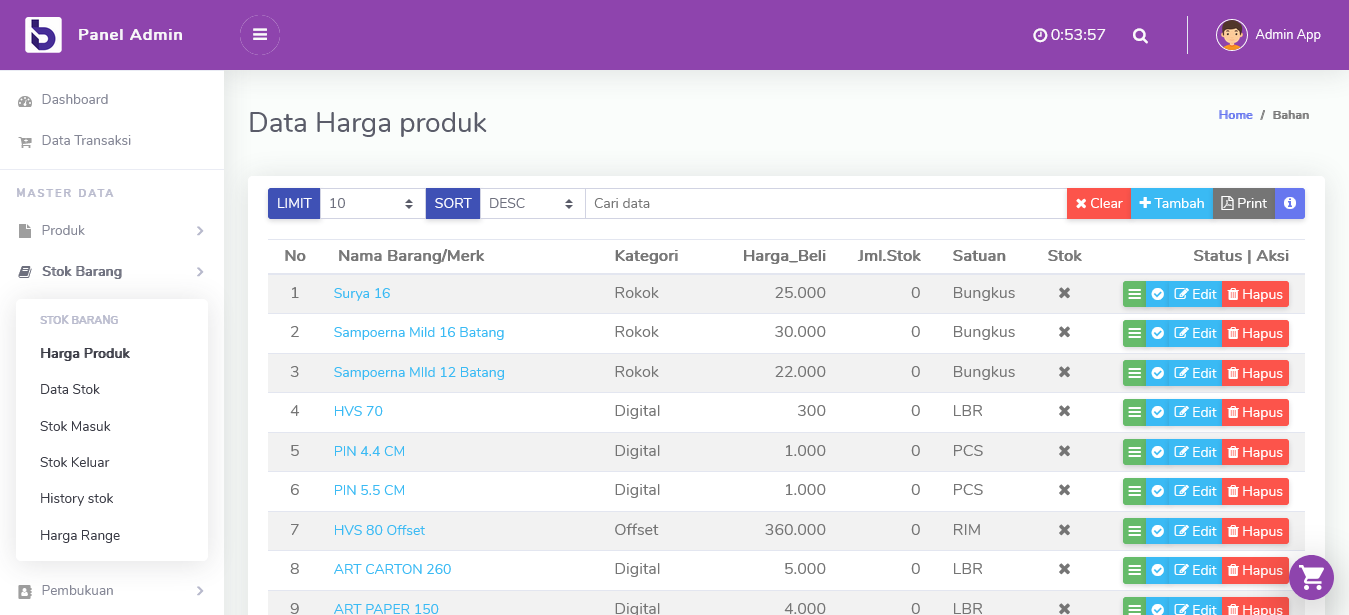 Panel Admin
0:53:57
Admin App
Dashboard
Data Transaksi
MASTER DATA
Produk
Stok Barang
STOK BARANG
Harga Produk
Data Stok
Stok Masuk
Stok Keluar
History stok
Harga Range
Pembukuan
Data Harga produk
Home / Bahan
LIMIT 10 SORT DESC Cari data Clear Tambah Print
No Nama Barang/Merk Kategori Harga_Beli Jml.Stok Satuan Stok Status | Aksi
1 Surya 16 Rokok 25.000 0 Bungkus Edit Hapus
2 Sampoerna Mild 16 Batang Rokok 30.000 0 Bungkus Edit Hapus
3 Sampoerna MIld 12 Batang Rokok 22.000 0 Bungkus Edit Hapus
4 HVS 70 Digital 300 0 LBR Edit Hapus
5 PIN 4.4 CM Digital 1.000 0 PCS Edit Hapus
6 PIN 5.5 CM Digital 1.000 0 PCS Edit Hapus
7 HVS 80 Offset Offset 360.000 0 RIM Edit Hapus
8 ART CARTON 260 Digital 5.000 0 LBR Edit Hapus
9 ART PAPER 150 Digital 4.000 0 LBR Edit Hapus